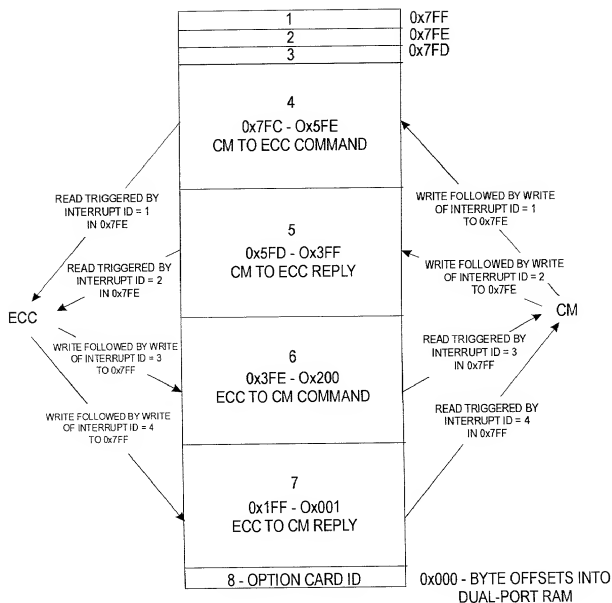 1
0x7FF
2
0x7FE
3
0x7FD
4
0x7FC - Ox5FE
CM TO ECC COMMAND
READ TRIGGERED BY
INTERRUPT ID = 1
IN 0x7FE
WRITE FOLLOWED BY WRITE
OF INTERRUPT ID = 1
TO 0x7FE
5
0x5FD - Ox3FF
CM TO ECC REPLY
READ TRIGGERED BY
INTERRUPT ID = 2
IN 0x7FE
WRITE FOLLOWED BY WRITE
OF INTERRUPT ID = 2
TO 0x7FE
ECC
CM
WRITE FOLLOWED BY WRITE
OF INTERRUPT ID = 3
TO 0x7FF
6
0x3FE - Ox200
ECC TO CM COMMAND
READ TRIGGERED BY
INTERRUPT ID = 3
IN 0x7FF
WRITE FOLLOWED BY WRITE
OF INTERRUPT ID = 4
TO 0x7FF
READ TRIGGERED BY
INTERRUPT ID = 4
IN 0x7FF
7
0x1FF - Ox001
ECC TO CM REPLY
8 - OPTION CARD ID
0x000 - BYTE OFFSETS INTO
DUAL-PORT RAM